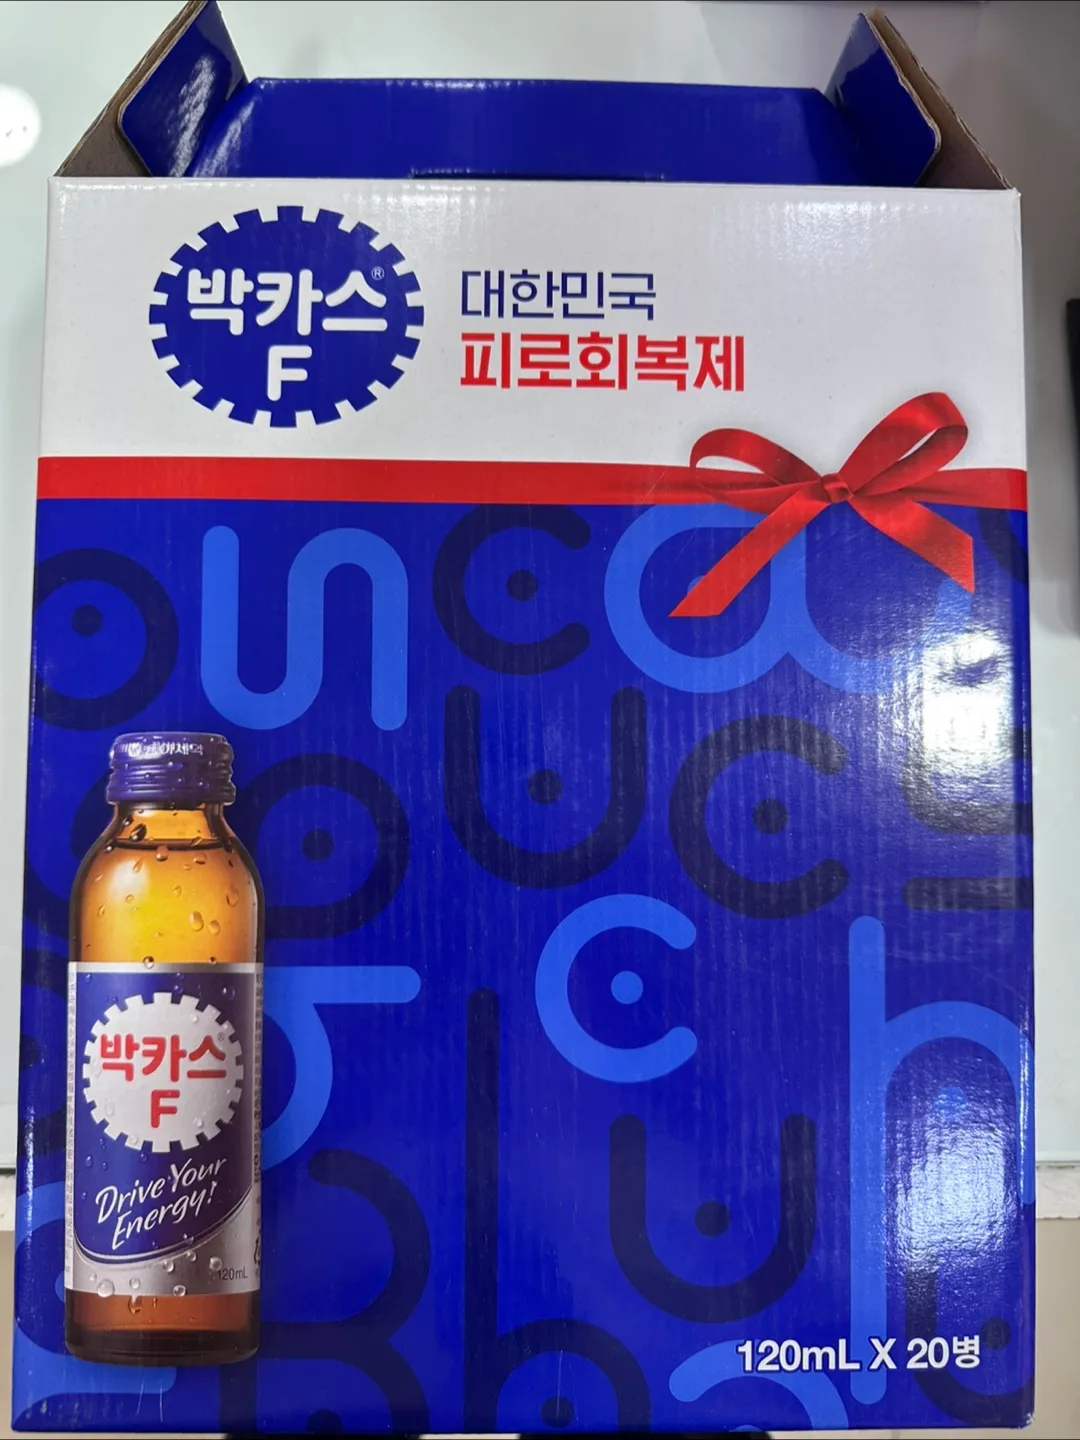 박카스®
F
대한민국
피로회복제
박카스®
F
Drive Your
Energy!
120mL
120mL X 20병